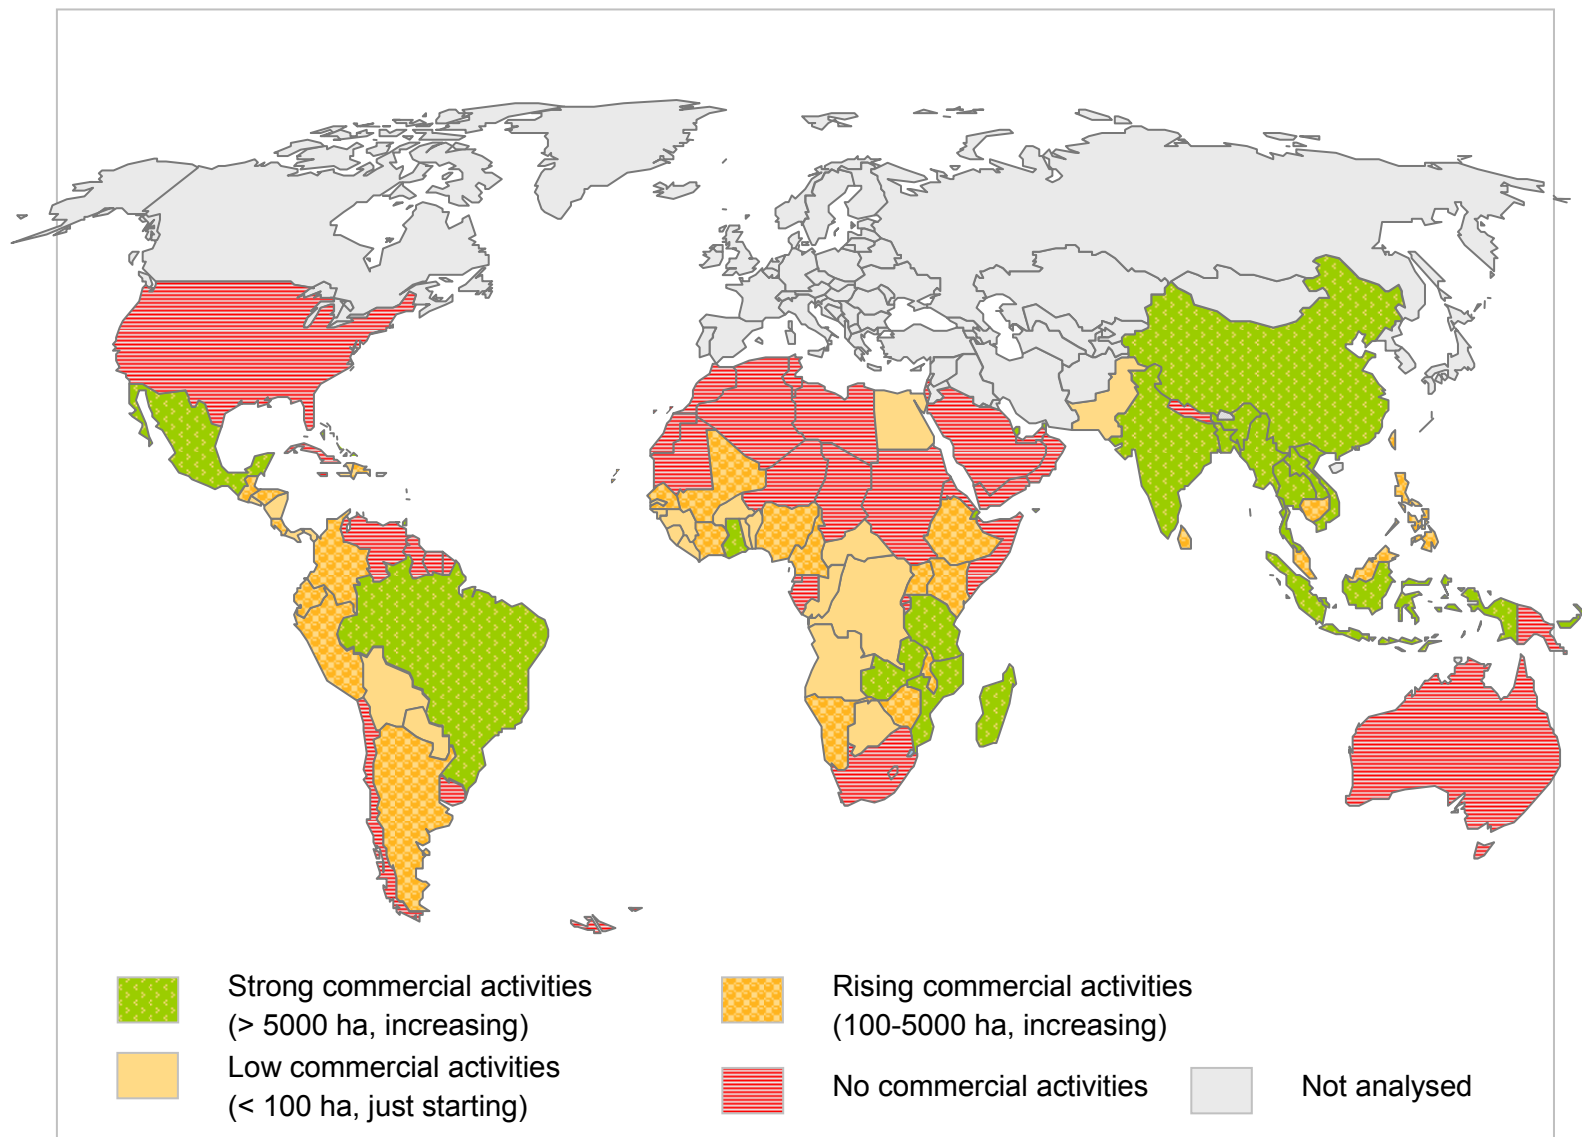 Strong commercial activities
(> 5000 ha, increasing)
Rising commercial activities
(100-5000 ha, increasing)
Low commercial activities
(< 100 ha, just starting)
No commercial activities
Not analysed